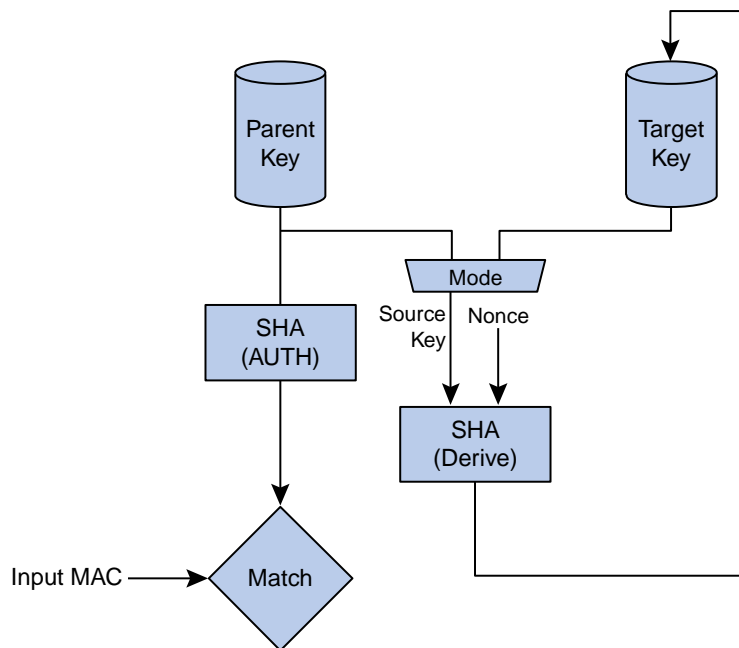 Parent
Key
Target
Key
Mode
Source
Key
Nonce
SHA
(AUTH)
SHA
(Derive)
Input MAC
Match